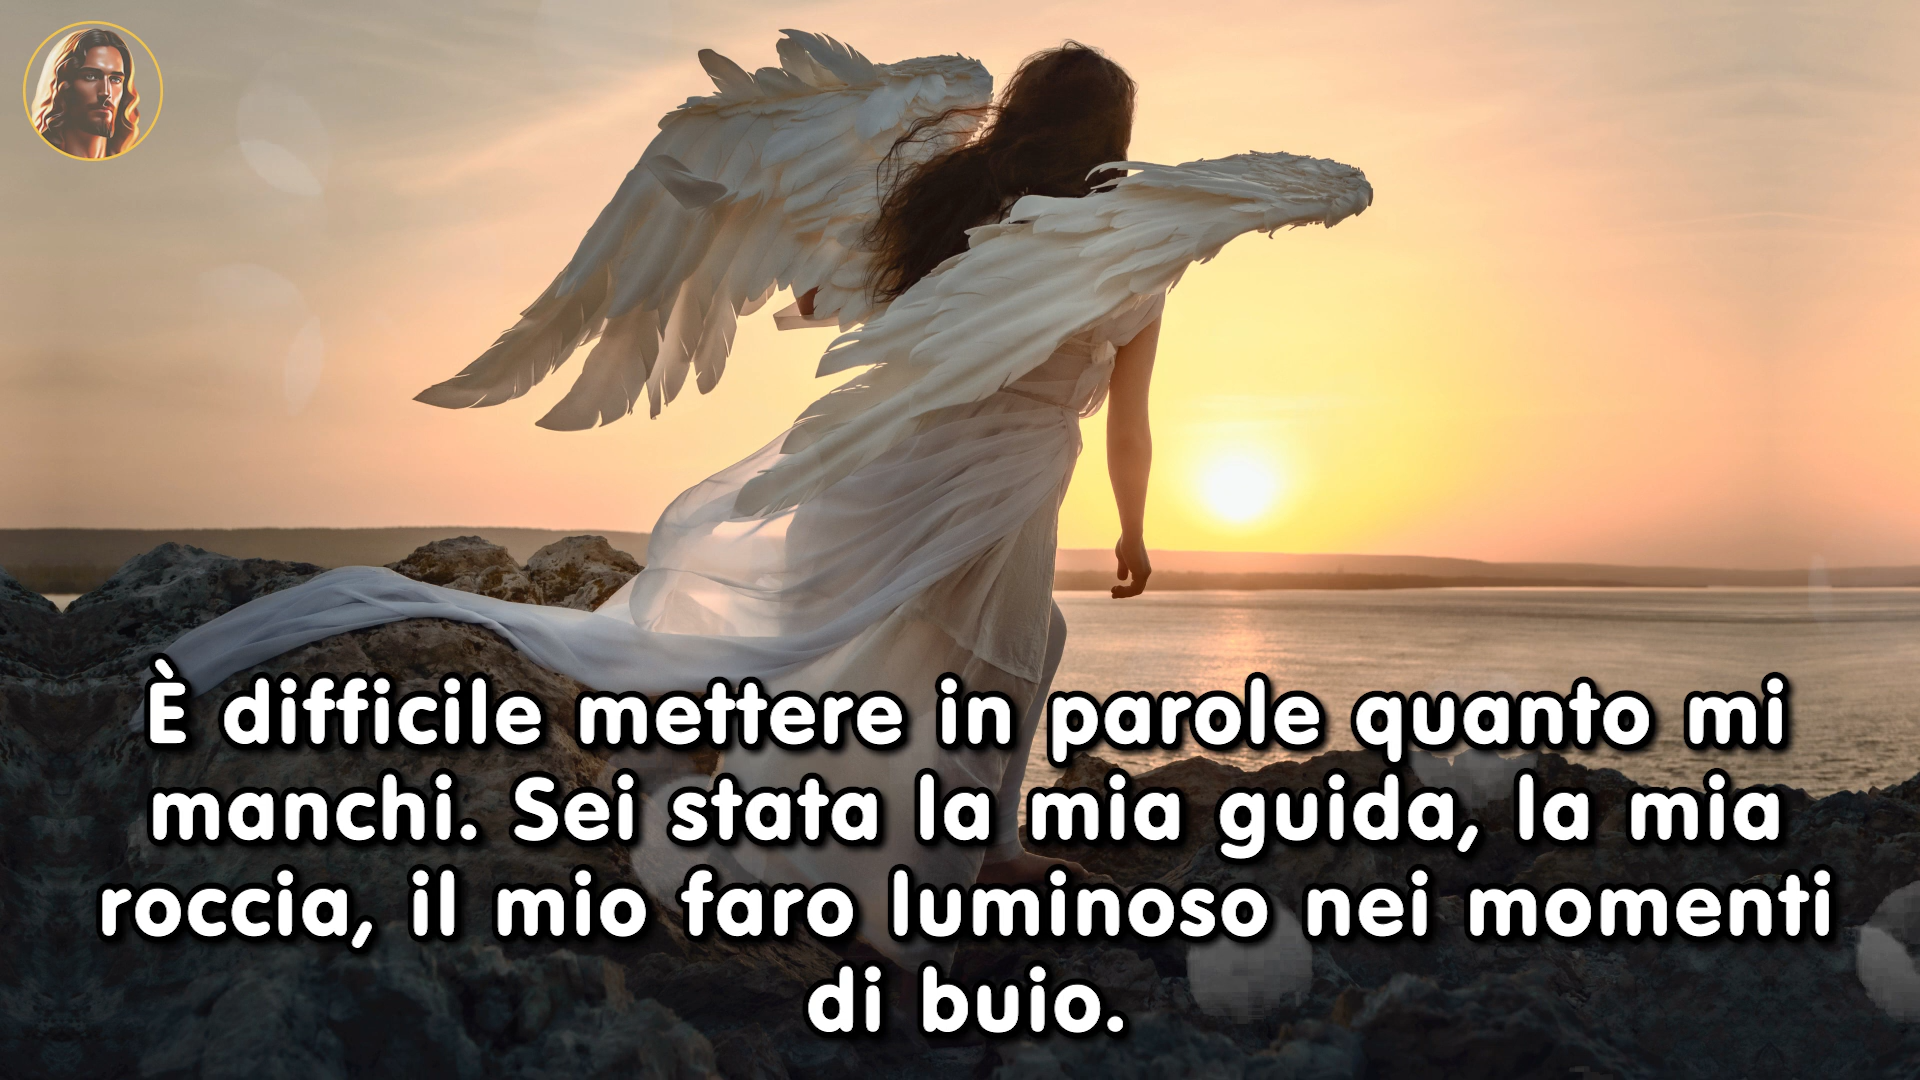 È difficile mettere in parole quanto mi
manchi. Sei stata la mia guida, la mia
roccia, il mio faro luminoso nei momenti
di buio.